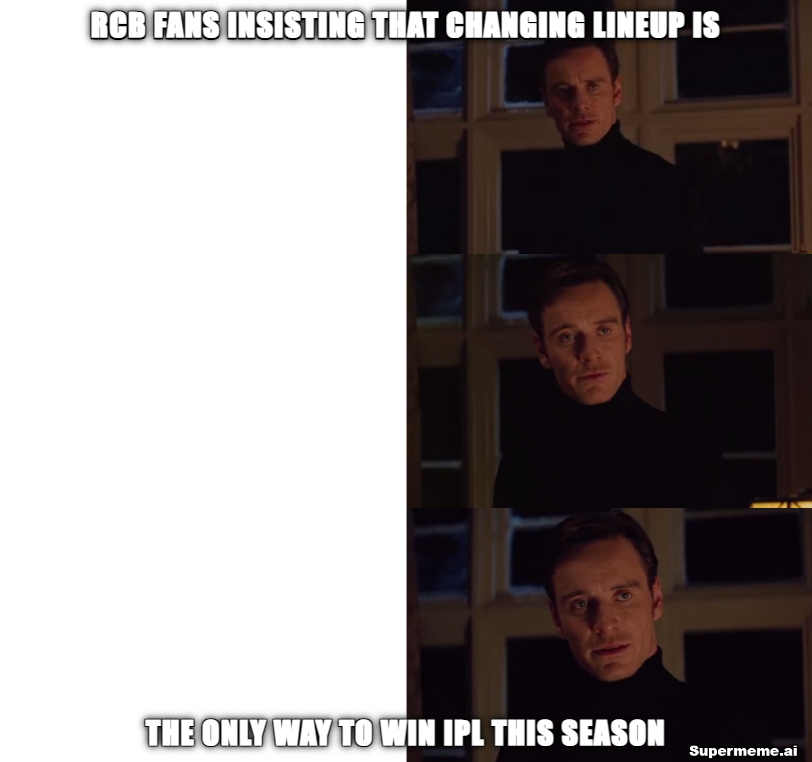 RCB FANS INSISTING THAT CHANGING LINEUP IS
THE ONLY WAY TO WIN IPL THIS SEASON
Supermeme.ai